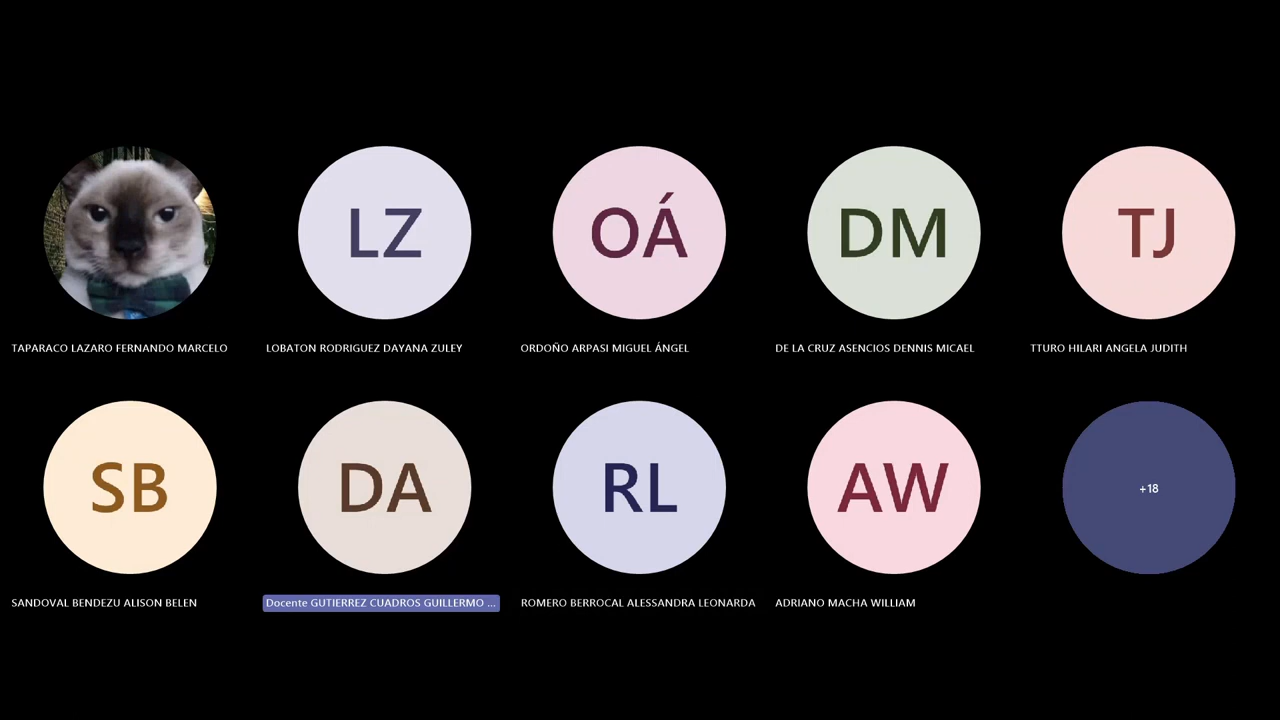 LZ
OÁ
DM
TJ
TAPARACO LAZARO FERNANDO MARCELO
LOBATON RODRIGUEZ DAYANA ZULEY
ORDOÑO ARPASI MIGUEL ÁNGEL
DE LA CRUZ ASENCIOS DENNIS MICAEL
TTURO HILARI ANGELA JUDITH
SB
DA
RL
AW
+18
SANDOVAL BENDEZU ALISON BELEN
Docente GUTIERREZ CUADROS GUILLERMO ...
ROMERO BERROCAL ALESSANDRA LEONARDA
ADRIANO MACHA WILLIAM